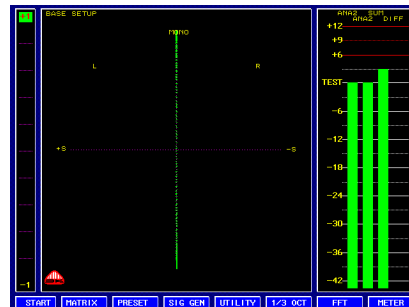 +1
BASE SETUP
MONO
L
R
+S
-S
-1
ANA2 SUM
ANA2 DIFF
+12
+9
+6
TEST
-6
-12
-18
-24
-30
-36
-42
START MATRIX PRESET SIG GEN UTILITY 1/3 OCT FFT METER